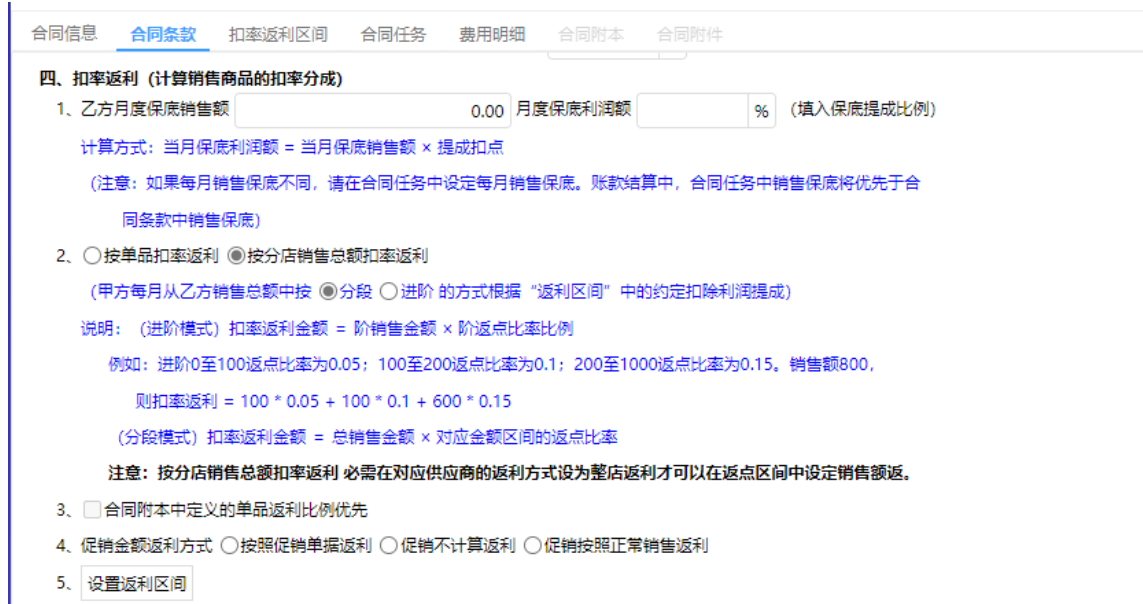 合同信息 合同条款 扣率返利区间 合同任务 费用明细 合同附本 合同附件
四、扣率返利（计算销售商品的扣率分成）
1、乙方月度保底销售额 0.00 月度保底利润额 % （填入保底提成比例）
计算方式：当月保底利润额 = 当月保底销售额 × 提成扣点
（注意：如果每月销售保底不同，请在合同任务中设定每月销售保底。账款结算中，合同任务中销售保底将优先于合
同条款中销售保底）
2、按单品扣率返利 按分店销售总额扣率返利
（甲方每月从乙方销售总额中按 分段 进阶 的方式根据“返利区间”中的约定扣除利润提成）
说明：（进阶模式）扣率返利金额 = 阶销售金额 × 阶返点比率比例
例如：进阶0至100返点比率为0.05；100至200返点比率为0.1；200至1000返点比率为0.15。销售额800，
则扣率返利 = 100 * 0.05 + 100 * 0.1 + 600 * 0.15
（分段模式）扣率返利金额 = 总销售金额 × 对应金额区间的返点比率
注意：按分店销售总额扣率返利 必需在对应供应商的返利方式设为整店返利才可以在返点区间中设定销售额返。
3、合同附本中定义的单品返利比例优先
4、促销金额返利方式 按照促销单据返利 促销不计算返利 促销按照正常销售返利
5、设置返利区间